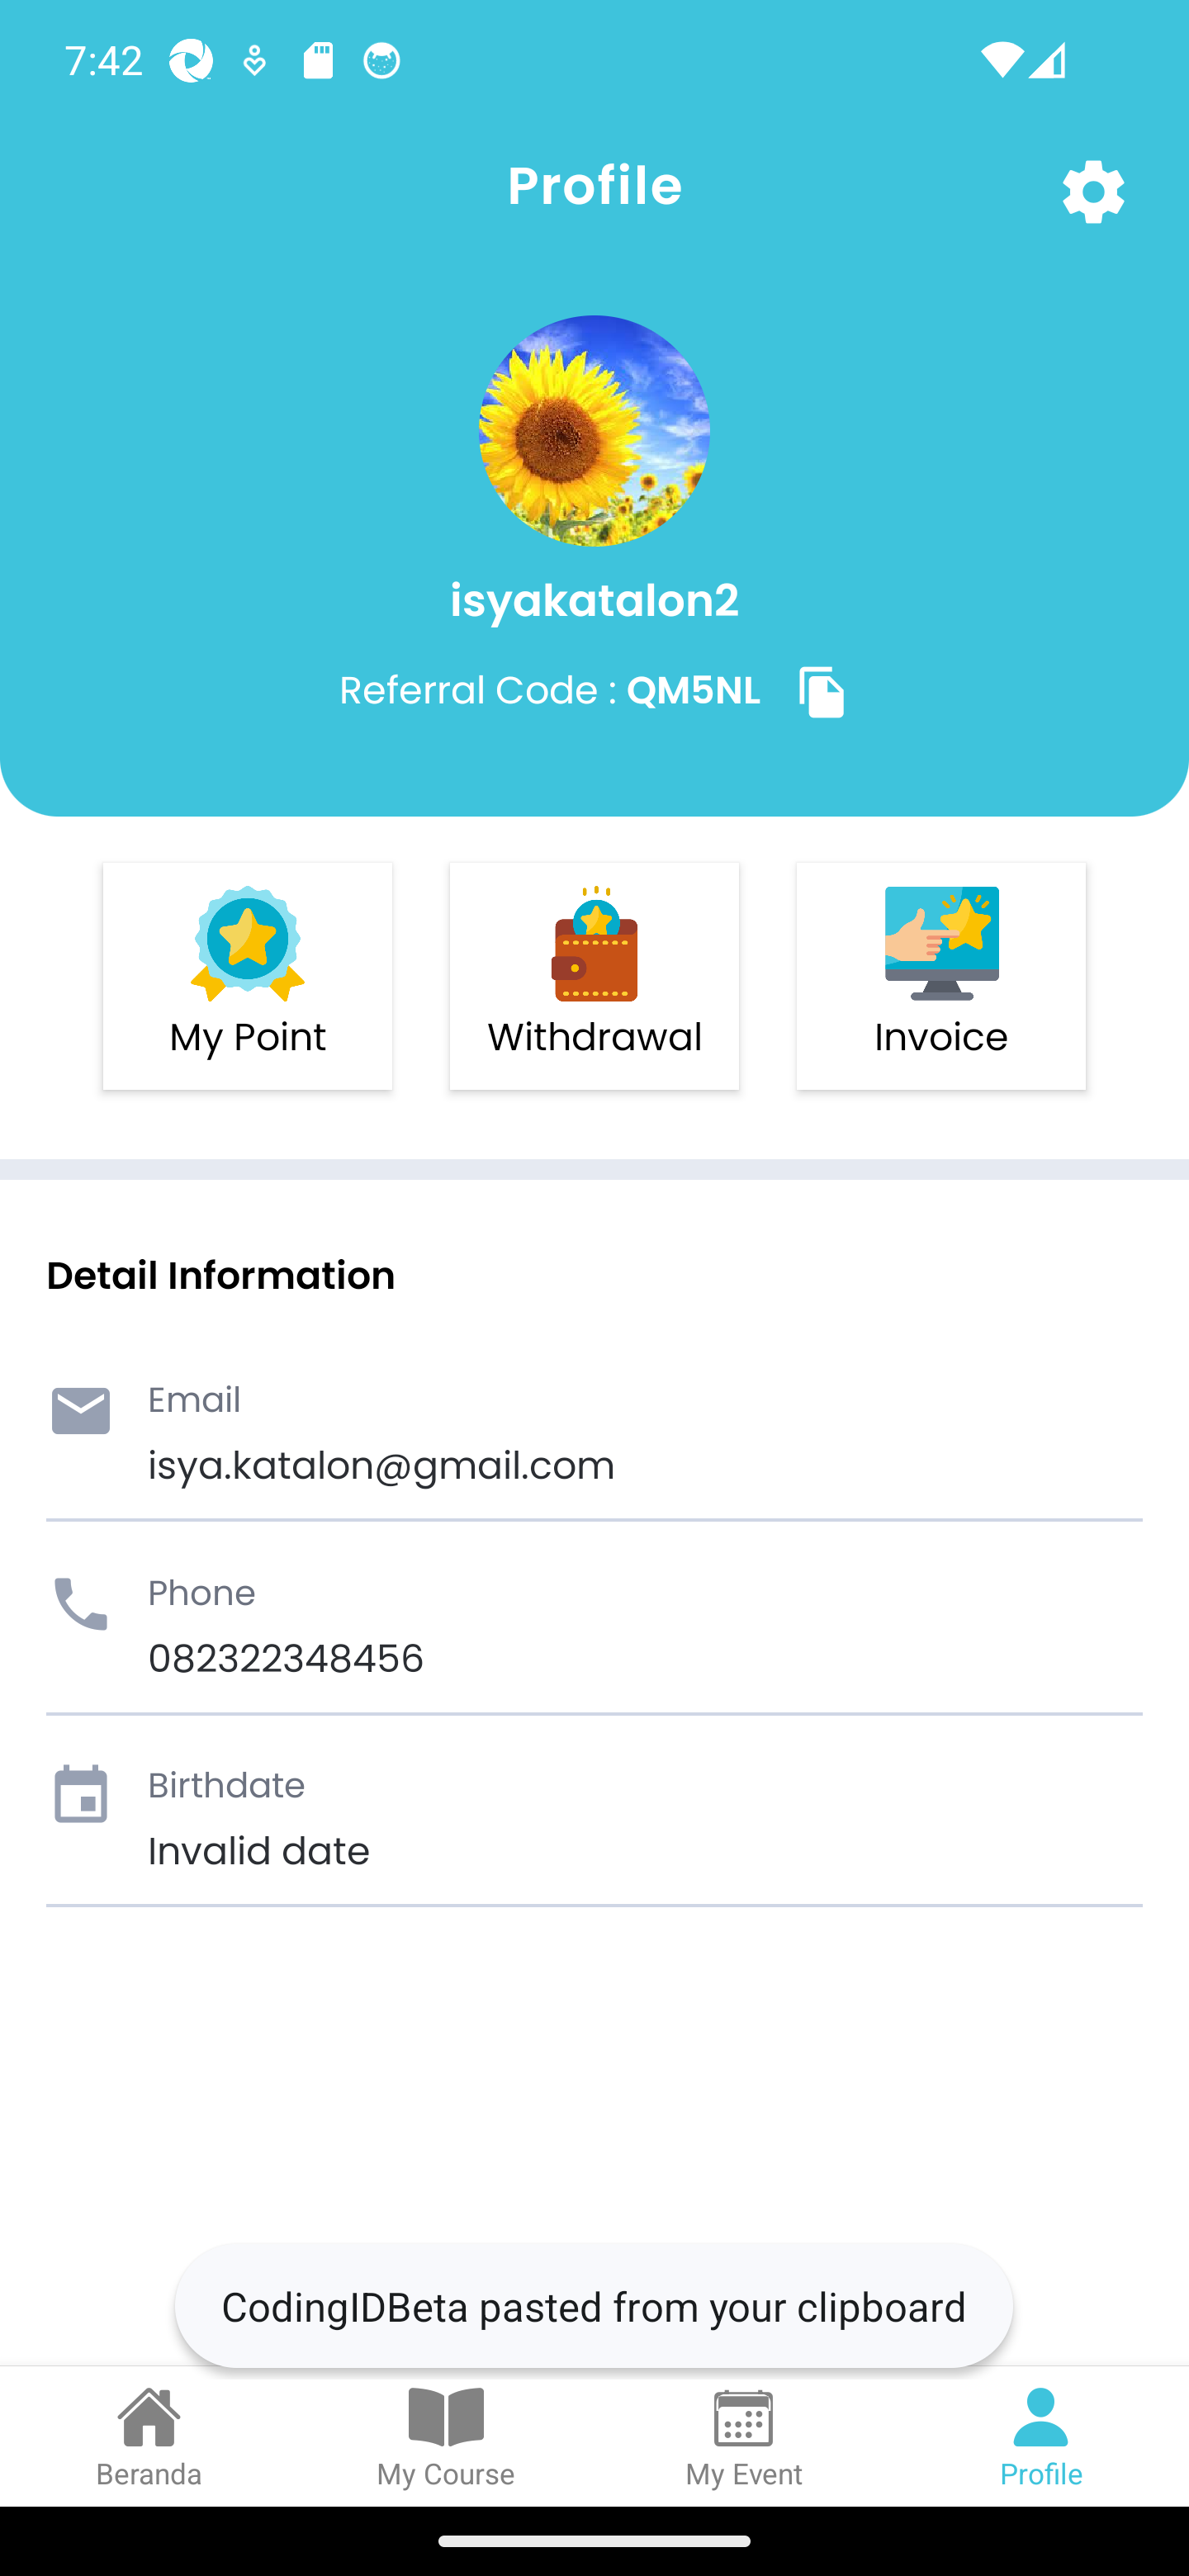 7:42
Profile
isyakatalon2
Referral Code : QM5NL
My Point
Withdrawal
Invoice
Detail Information
Email
isya.katalon@gmail.com
Phone
082322348456
Birthdate
Invalid date
CodingIDBeta pasted from your clipboard
Beranda
My Course
My Event
Profile